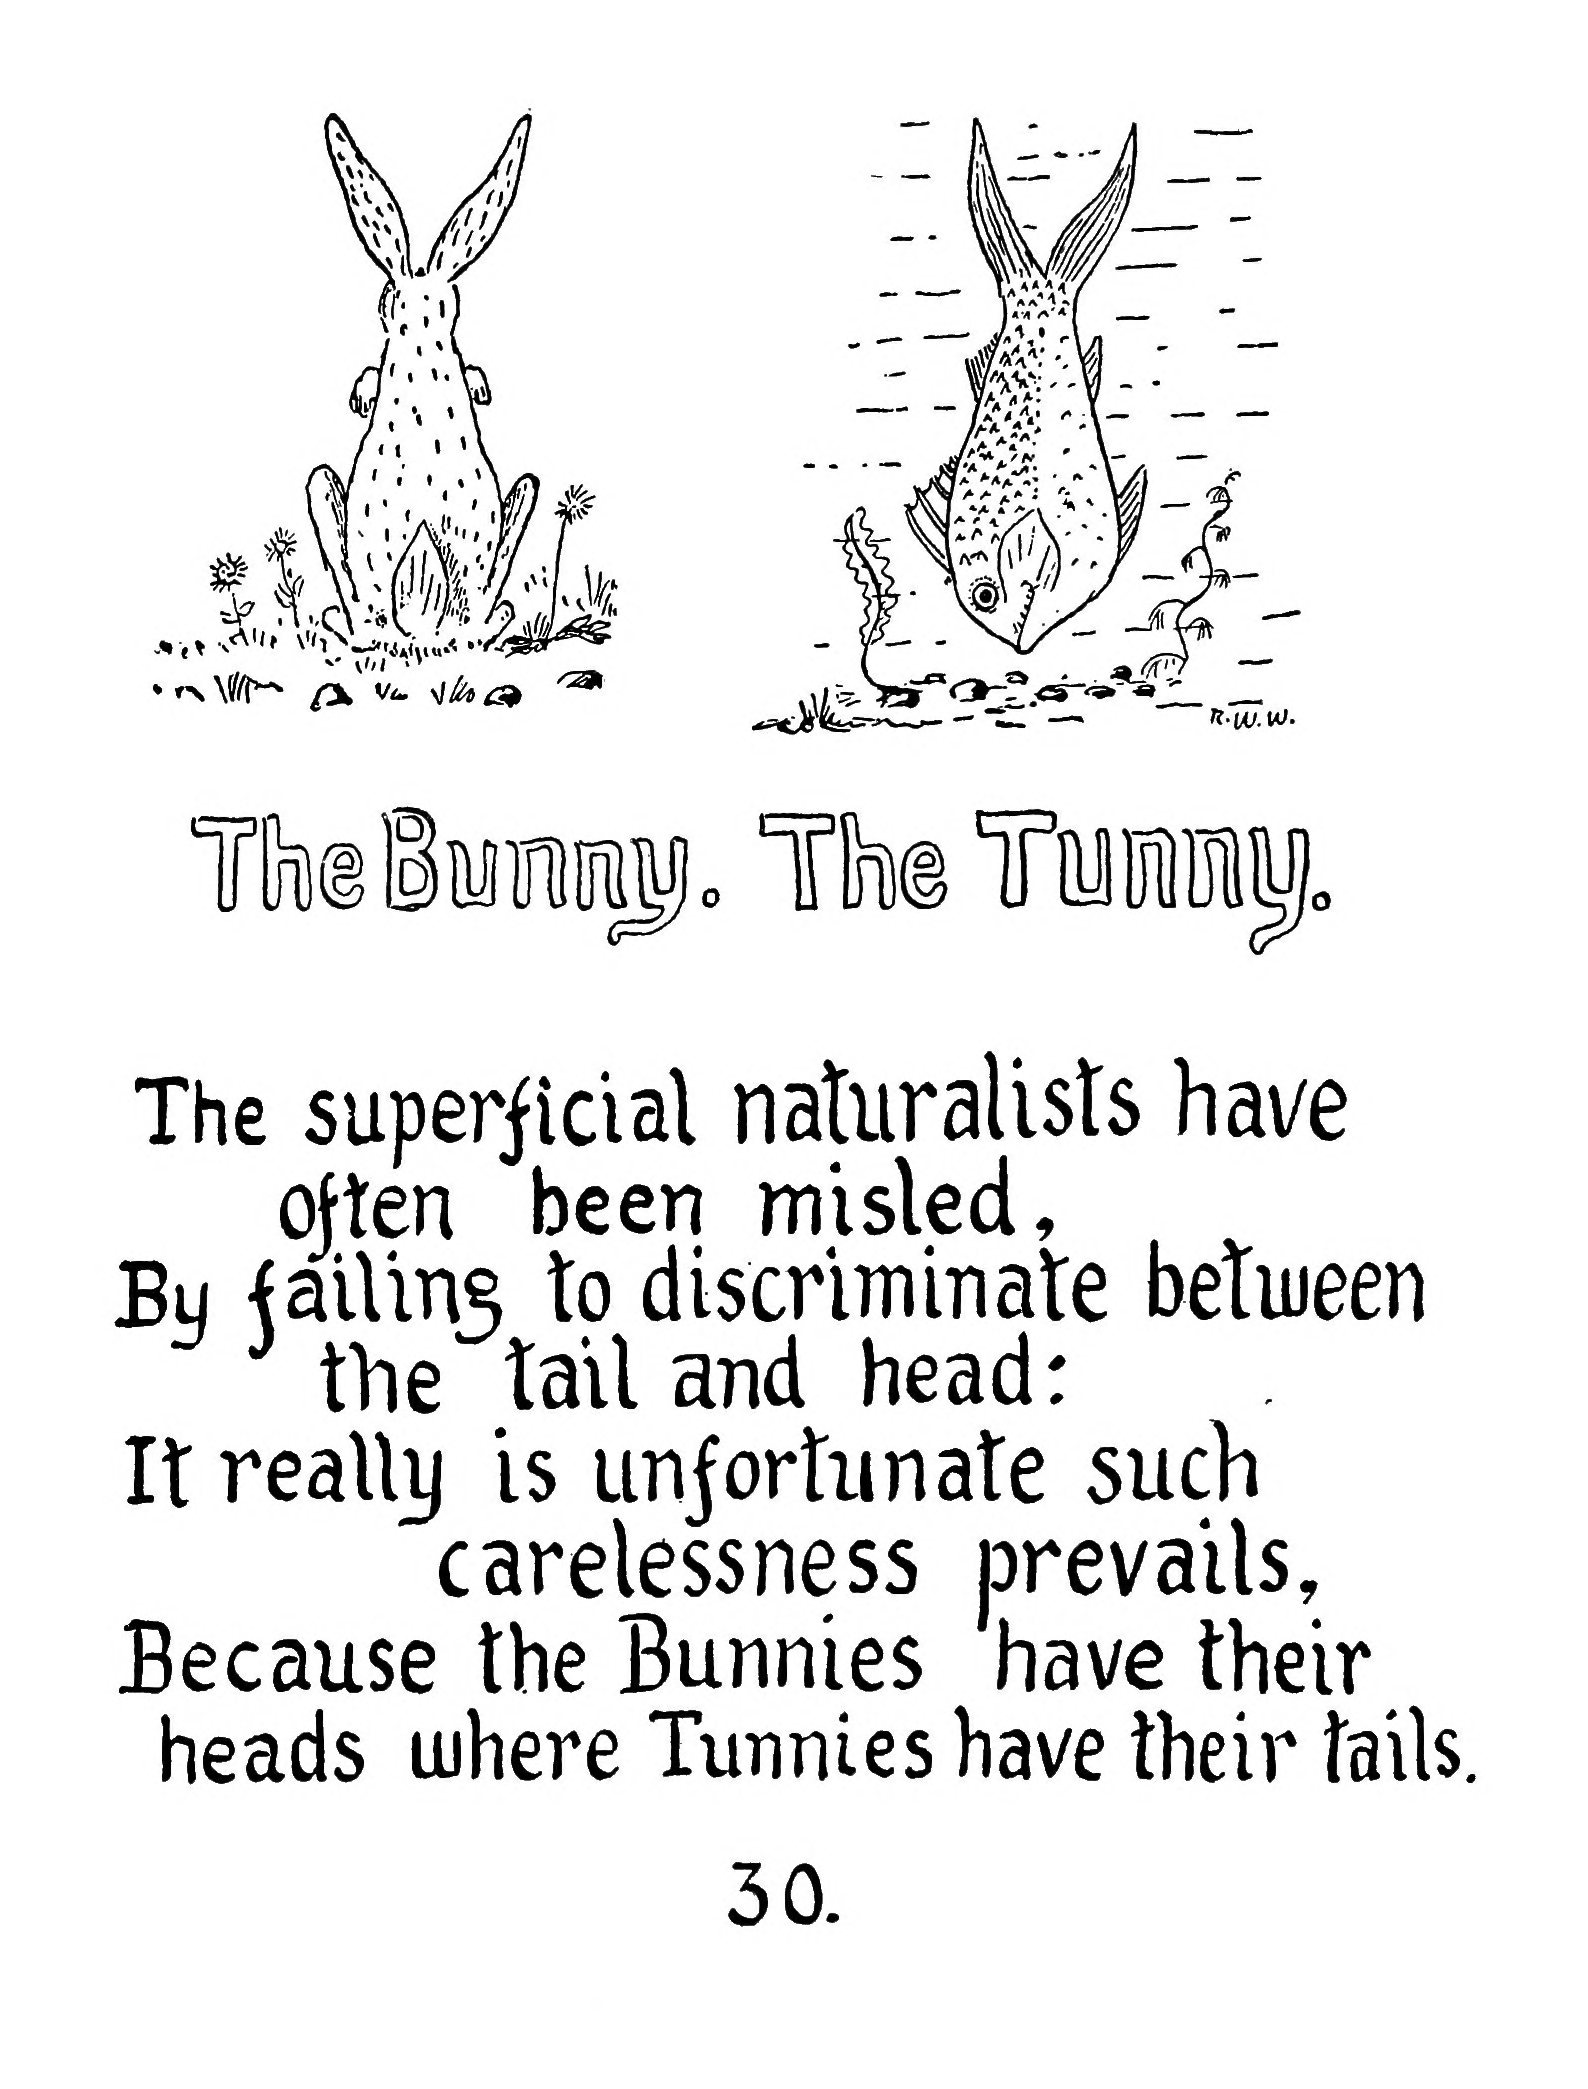 R.W.W.
The Bunny. The Tunny.
The superficial naturalists have
often been misled,
By failing to discriminate between
the tail and head:
It really is unfortunate such
carelessness prevails,
Because the Bunnies have their
heads where Tunnies have their tails.
30.